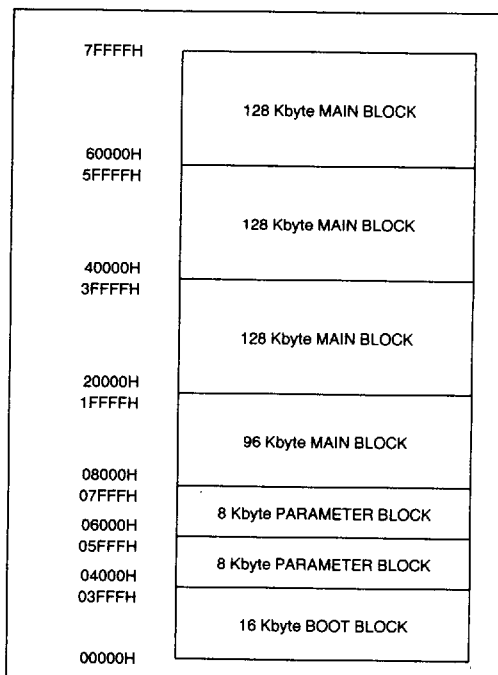 7FFFFH
128 Kbyte MAIN BLOCK
60000H
5FFFFH
128 Kbyte MAIN BLOCK
40000H
3FFFFH
128 Kbyte MAIN BLOCK
20000H
1FFFFH
96 Kbyte MAIN BLOCK
08000H
07FFFH
8 Kbyte PARAMETER BLOCK
06000H
05FFFH
8 Kbyte PARAMETER BLOCK
04000H
03FFFH
16 Kbyte BOOT BLOCK
00000H